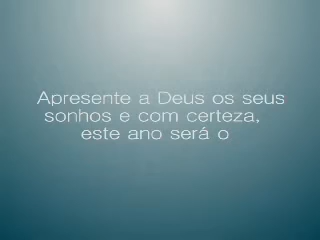 Apresente a Deus os seus
sonhos e com certeza,
este ano será o